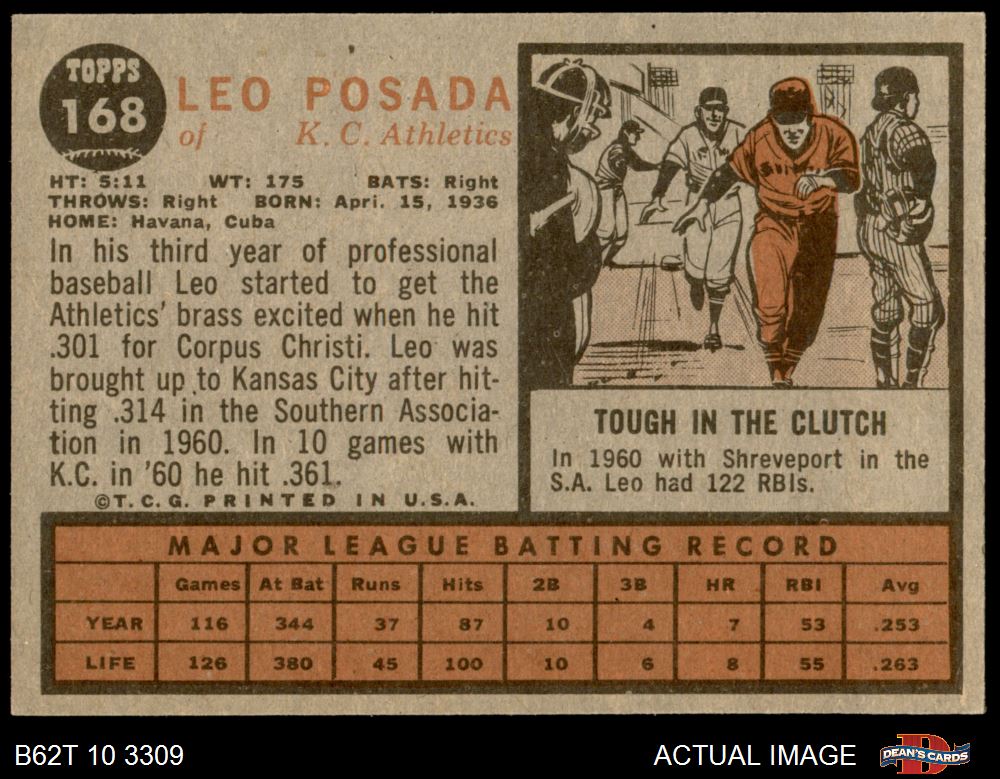 TOPPS
168
LEO POSADA
of K. C. Athletics
HT: 5:11 WT: 175 BATS: Right
THROWS: Right BORN: Apri. 15, 1936
HOME: Havana, Cuba
In his third year of professional
baseball Leo started to get the
Athletics' brass excited when he hit
.301 for Corpus Christi. Leo was
brought up to Kansas City after hit-
ting .314 in the Southern Associa-
tion in 1960. In 10 games with
K.C. in '60 he hit .361.
©T.C.G. PRINTED IN U.S.A.
TOUGH IN THE CLUTCH
In 1960 with Shreveport in the
S.A. Leo had 122 RBIs.
MAJOR LEAGUE BATTING RECORD
Games At Bat Runs Hits 2B 3B HR RBI Avg
YEAR 116 344 37 87 10 4 7 53 .253
LIFE 126 380 45 100 10 6 8 55 .263
B62T 10 3309
ACTUAL IMAGE
DEAN'S CARDS